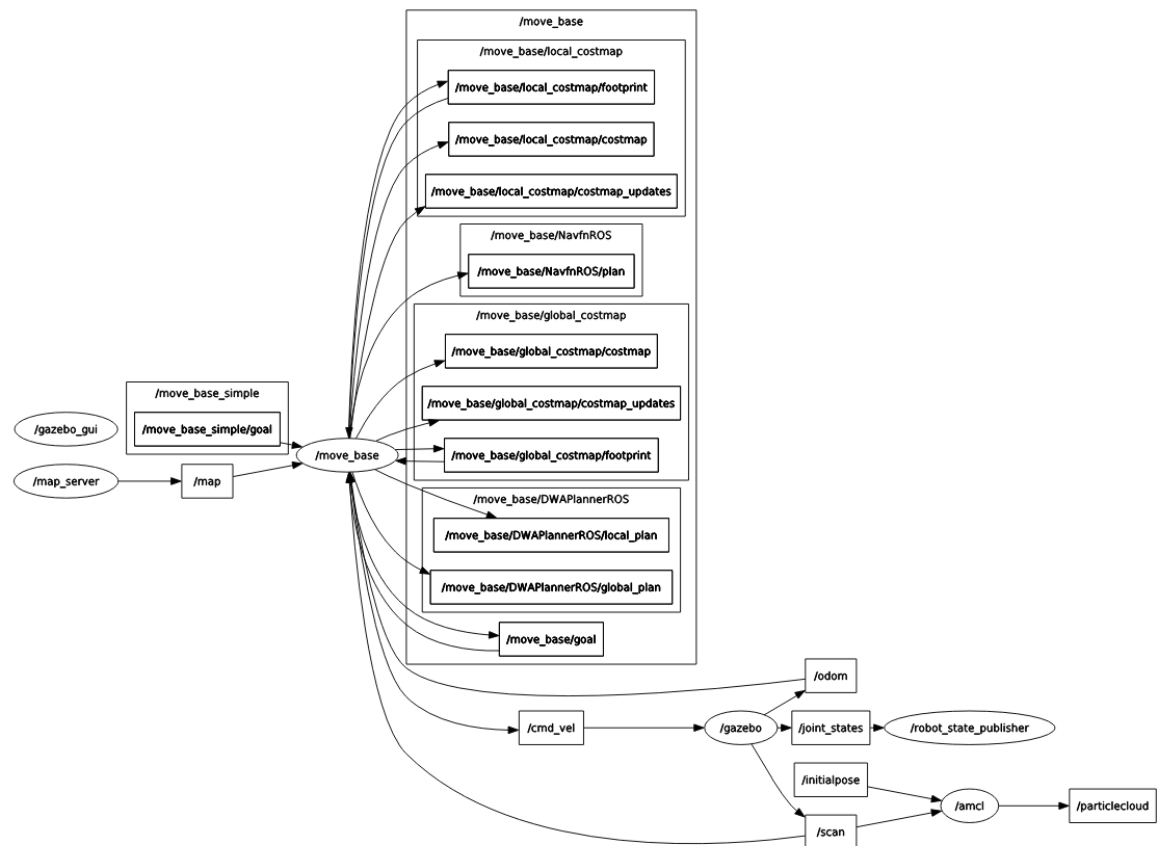 /move_base
/move_base/local_costmap
/move_base/local_costmap/footprint
/move_base/local_costmap/costmap
/move_base/local_costmap/costmap_updates
/move_base/NavfnROS
/move_base/NavfnROS/plan
/move_base/global_costmap
/move_base/global_costmap/costmap
/move_base/global_costmap/costmap_updates
/move_base/global_costmap/footprint
/move_base/DWAPlannerROS
/move_base/DWAPlannerROS/local_plan
/move_base/DWAPlannerROS/global_plan
/move_base/goal
/move_base_simple
/move_base_simple/goal
/gazebo_gui
/move_base
/map_server
/map
/odom
/cmd_vel
/gazebo
/joint_states
/robot_state_publisher
/initialpose
/amcl
/particlecloud
/scan